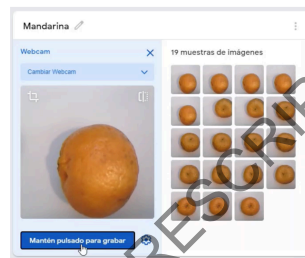 Mandarina
Webcam
19 muestras de imágenes
Cambiar Webcam
Mantén pulsado para grabar